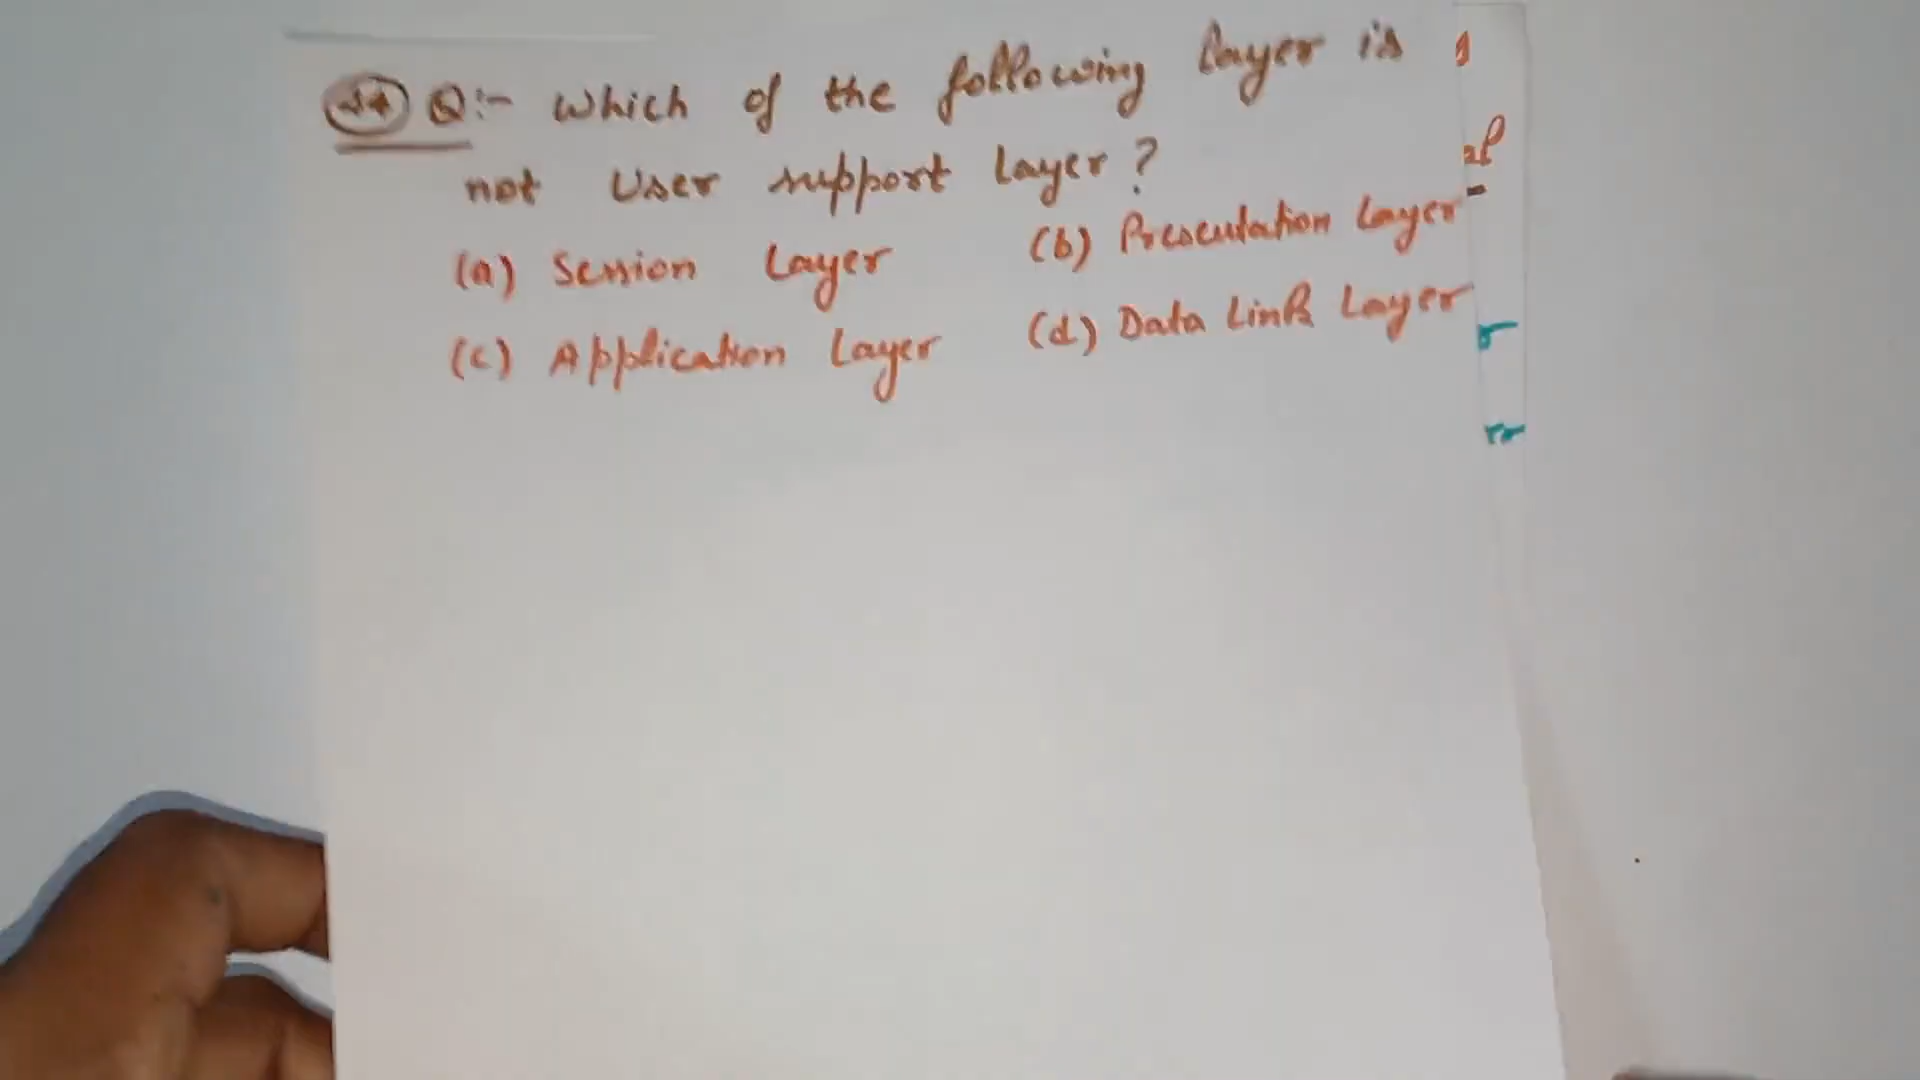 Q:- Which of the following layer is
not User support Layer?
(a) Session Layer (b) Presentation Layer
(c) Application Layer (d) Data Link Layer